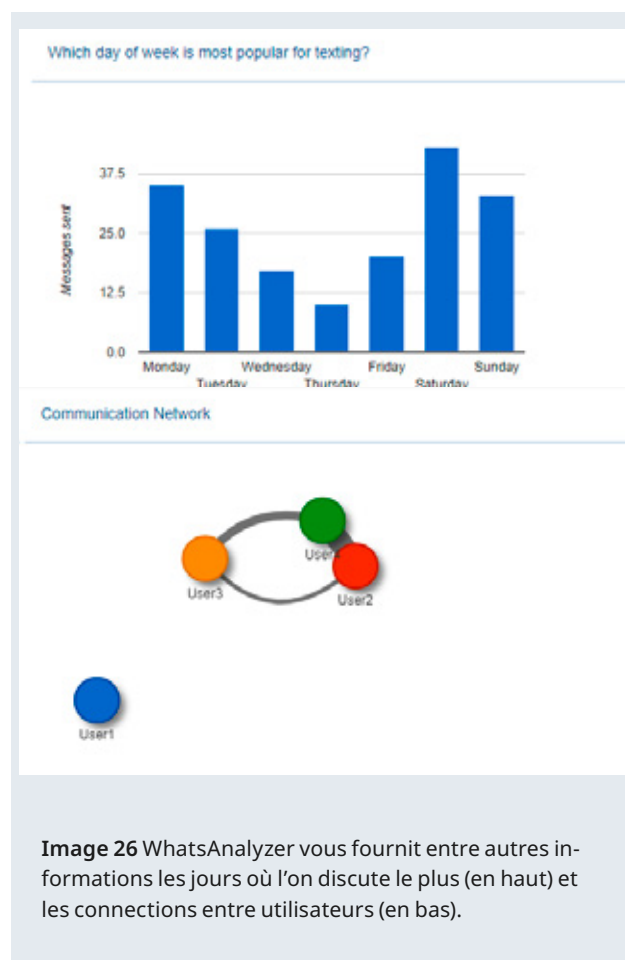 Which day of week is most popular for texting?
37.5
25.0
12.5
0.0
Messages sent
Monday
Tuesday
Wednesday
Thursday
Friday
Saturday
Sunday
Communication Network
User3
User2
User1
Image 26 WhatsAnalyzer vous fournit entre autres in-
formations les jours où l’on discute le plus (en haut) et
les connections entre utilisateurs (en bas).